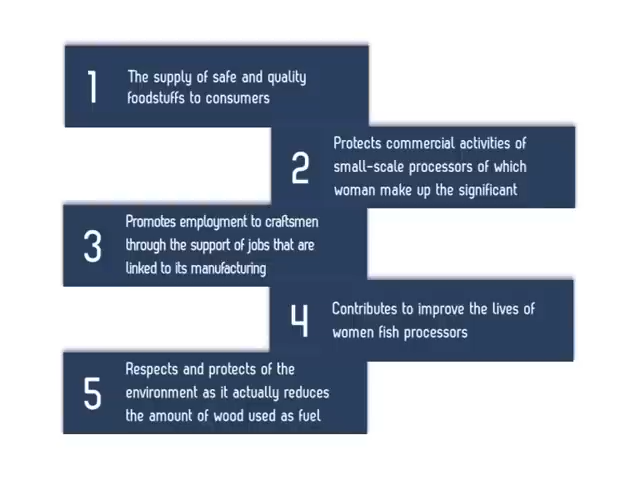 1
The supply of safe and quality
foodstuffs to consumers
2
Protects commercial activities of
small-scale processors of which
woman make up the significant
3
Promotes employment to craftsmen
through the support of jobs that are
linked to its manufacturing
4
Contributes to improve the lives of
women fish processors
5
Respects and protects of the
environment as it actually reduces
the amount of wood used as fuel